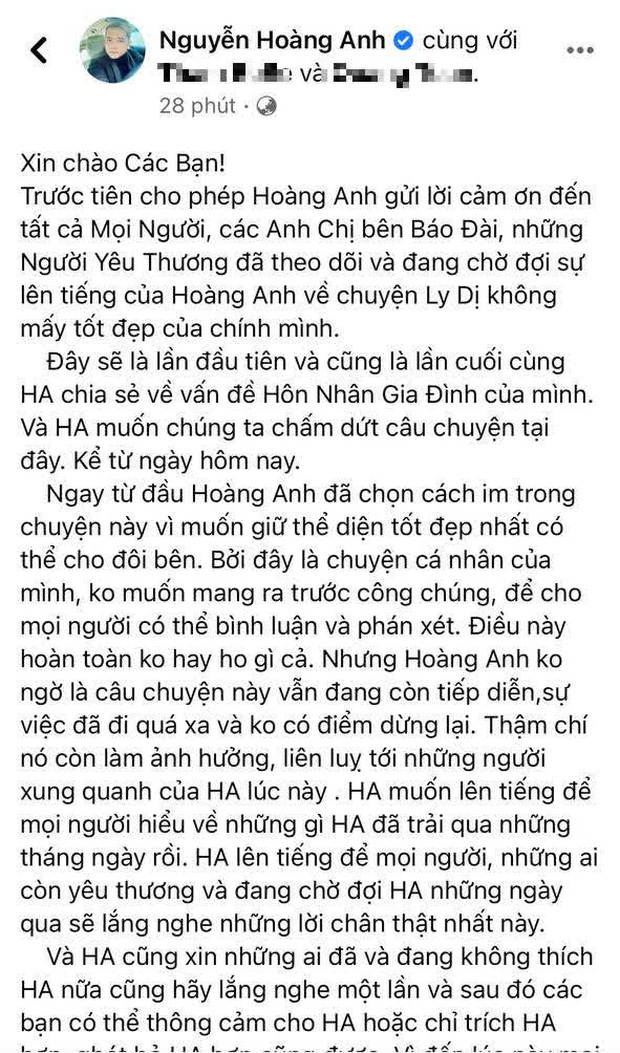 Nguyễn Hoàng Anh cùng với
và
28 phút ·
Xin chào Các Bạn!
Trước tiên cho phép Hoàng Anh gửi lời cảm ơn đến
tất cả Mọi Người, các Anh Chị bên Báo Đài, những
Người Yêu Thương đã theo dõi và đang chờ đợi sự
lên tiếng của Hoàng Anh về chuyện Ly Dị không
mấy tốt đẹp của chính mình.
Đây sẽ là lần đầu tiên và cũng là lần cuối cùng
HA chia sẻ về vấn đề Hôn Nhân Gia Đình của mình.
Và HA muốn chúng ta chấm dứt câu chuyện tại
đây. Kể từ ngày hôm nay.
Ngay từ đầu Hoàng Anh đã chọn cách im trong
chuyện này vì muốn giữ thể diện tốt đẹp nhất có
thể cho đôi bên. Bởi đây là chuyện cá nhân của
mình, ko muốn mang ra trước công chúng, để cho
mọi người có thể bình luận và phán xét. Điều này
hoàn toàn ko hay ho gì cả. Nhưng Hoàng Anh ko
ngờ là câu chuyện này vẫn đang còn tiếp diễn,sự
việc đã đi quá xa và ko có điểm dừng lại. Thậm chí
nó còn làm ảnh hưởng, liên luỵ tới những người
xung quanh của HA lúc này . HA muốn lên tiếng để
mọi người hiểu về những gì HA đã trải qua những
tháng ngày rồi. HA lên tiếng để mọi người, những ai
còn yêu thương và đang chờ đợi HA những ngày
qua sẽ lắng nghe những lời chân thật nhất này.
Và HA cũng xin những ai đã và đang không thích
HA nữa cũng hãy lắng nghe một lần và sau đó các
bạn có thể thông cảm cho HA hoặc chỉ trích HA